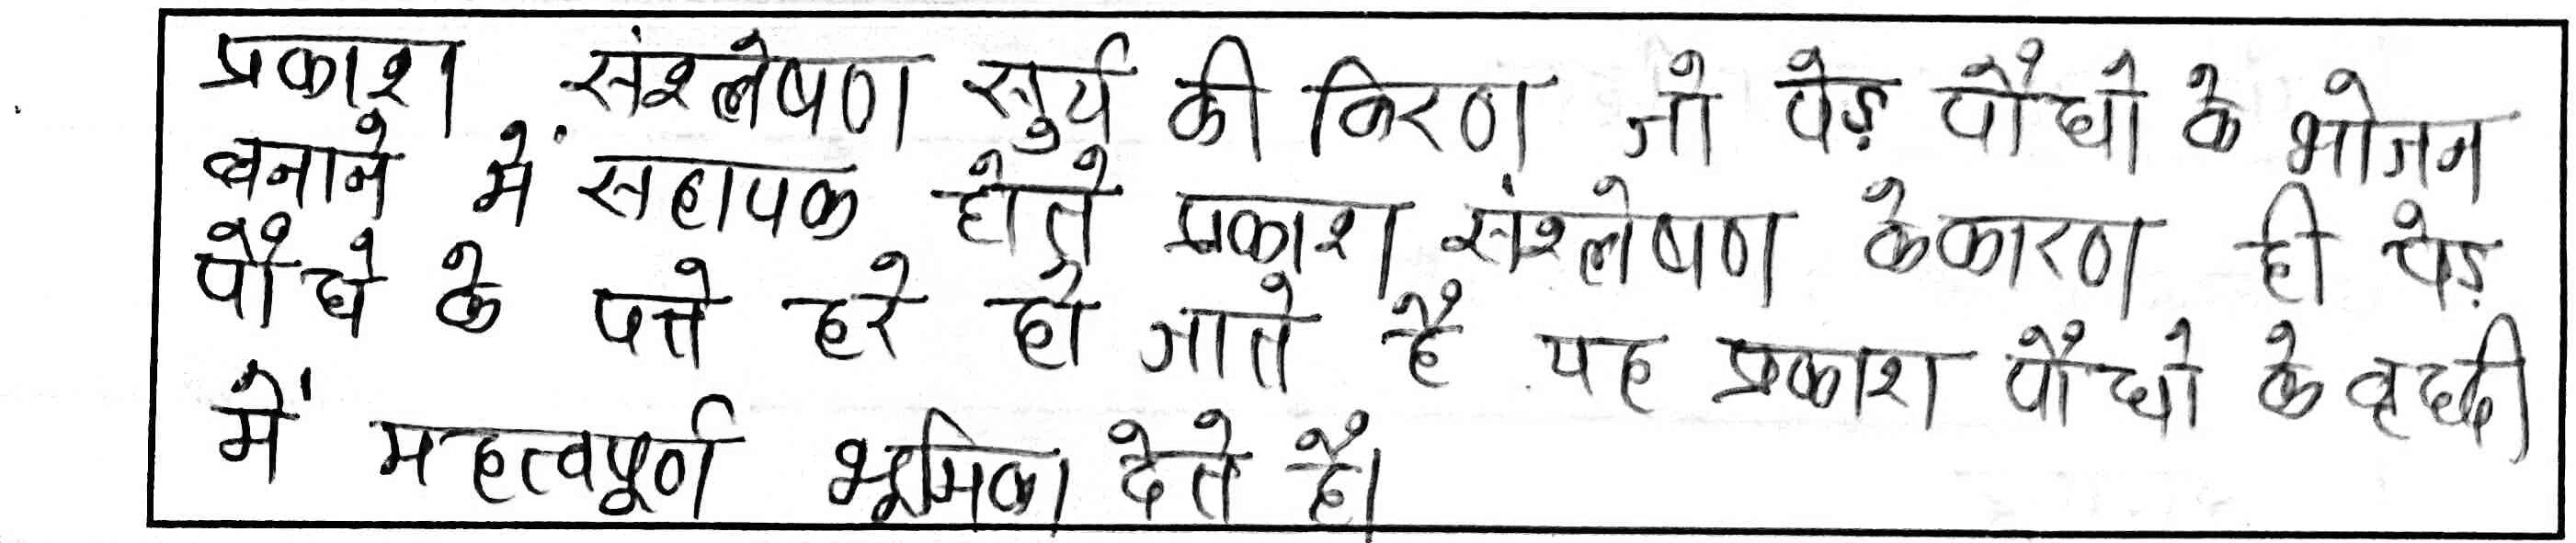 प्रकाश संश्लेषण सुर्य की किरण जो पेड़ पौधो के भोजन
बनाने में सहायक होते प्रकाश संश्लेषण के कारण ही पेड़
पौधे के पत्ते हरे हो जाते है यह प्रकाश पौधो के वृध्दी
में महत्वपूर्ण भूमिका देते है।